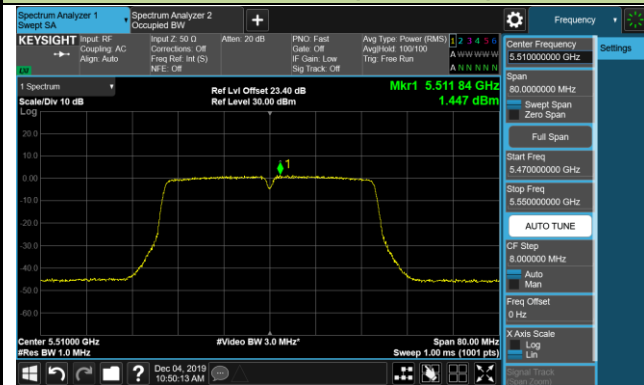 Spectrum Analyzer 1
Swept SA
Spectrum Analyzer 2
Occupied BW
+
Frequency
KEYSIGHT
Input: RF
Coupling: AC
Align: Auto
Input Z: 50 Ω
Corrections: Off
Freq Ref: Int (S)
NFE: Off
Atten: 20 dB
PNO: Fast
Gate: Off
IF Gain: Low
Sig Track: Off
Avg Type: Power (RMS)
Avg|Hold: 100/100
Trig: Free Run
1 2 3 4 5 6
A W W W W W
A N N N N N
1 Spectrum
Scale/Div 10 dB
Log
Ref Lvl Offset 23.40 dB
Ref Level 30.00 dBm
Mkr1 5.511 84 GHz
1.447 dBm
20.0
10.0
0.00
-10.0
-20.0
-30.0
-40.0
-50.0
-60.0
1
Center 5.51000 GHz
#Res BW 1.0 MHz
#Video BW 3.0 MHz*
Span 80.00 MHz
Sweep 1.00 ms (1001 pts)
Dec 04, 2019
10:50:13 AM
?
Center Frequency
5.510000000 GHz
Settings
Span
80.0000000 MHz
Swept Span
Zero Span
Full Span
Start Freq
5.470000000 GHz
Stop Freq
5.550000000 GHz
AUTO TUNE
CF Step
8.000000 MHz
Auto
Man
Freq Offset
0 Hz
X Axis Scale
Log
Lin
Signal Track
(Span Zoom)